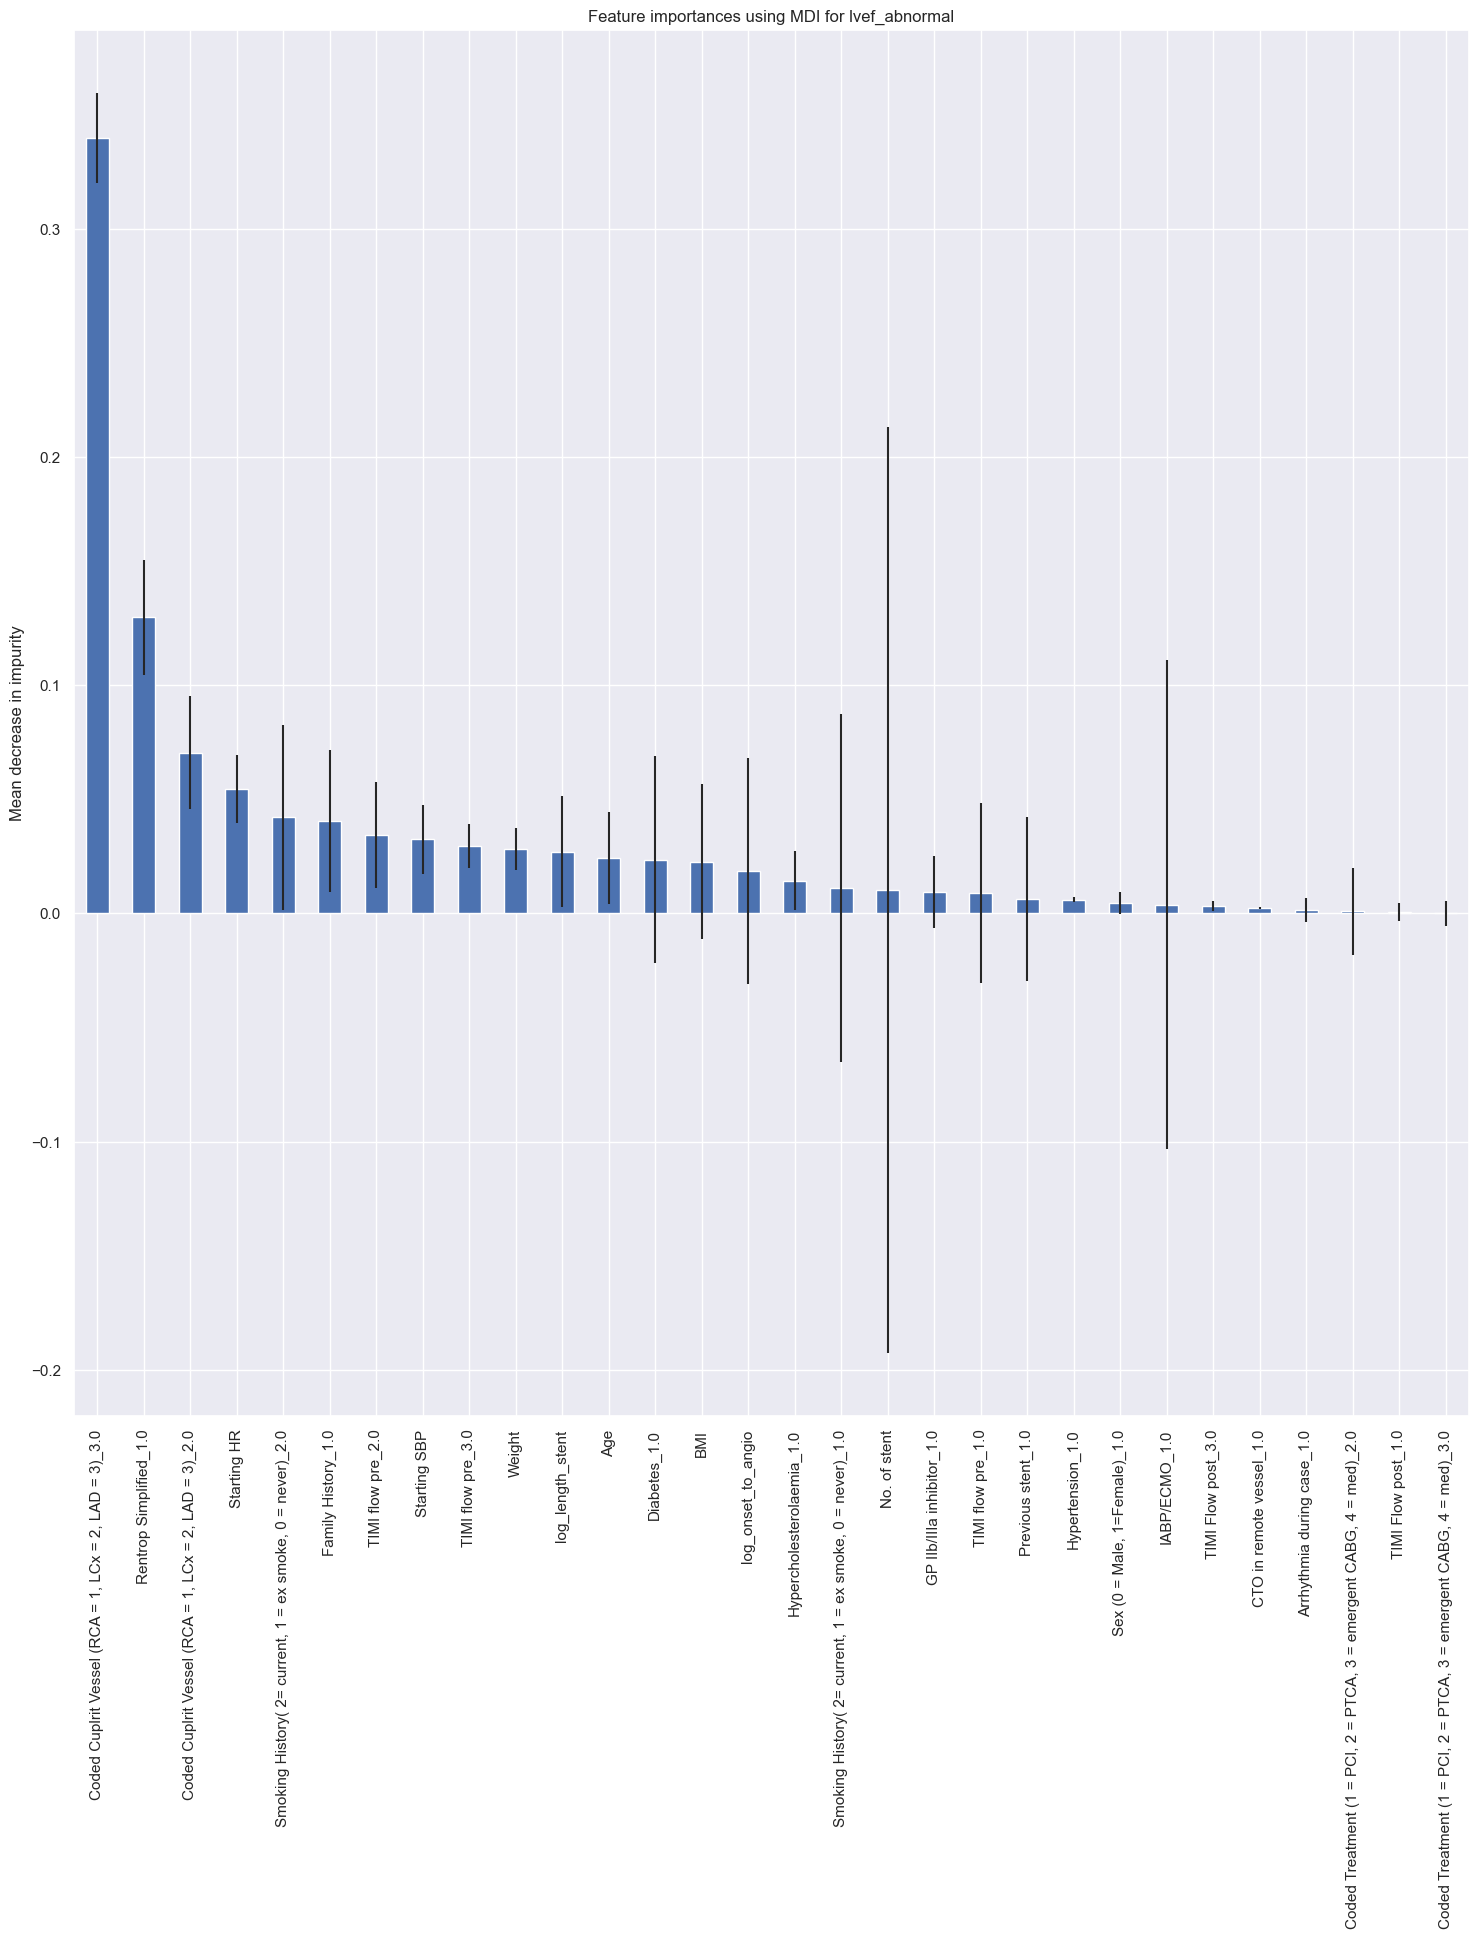 Feature importances using MDI for lvef_abnormal
Mean decrease in impurity
0.3
0.2
0.1
0.0
−0.1
−0.2
Coded Cuplrit Vessel (RCA = 1, LCx = 2, LAD = 3)_3.0
Rentrop Simplified_1.0
Coded Cuplrit Vessel (RCA = 1, LCx = 2, LAD = 3)_2.0
Starting HR
Smoking History( 2= current, 1 = ex smoke, 0 = never)_2.0
Family History_1.0
TIMI flow pre_2.0
Starting SBP
TIMI flow pre_3.0
Weight
log_length_stent
Age
Diabetes_1.0
BMI
log_onset_to_angio
Hypercholesterolaemia_1.0
Smoking History( 2= current, 1 = ex smoke, 0 = never)_1.0
No. of stent
GP IIb/IIIa inhibitor_1.0
TIMI flow pre_1.0
Previous stent_1.0
Hypertension_1.0
Sex (0 = Male, 1=Female)_1.0
IABP/ECMO_1.0
TIMI Flow post_3.0
CTO in remote vessel_1.0
Arrhythmia during case_1.0
Coded Treatment (1 = PCI, 2 = PTCA, 3 = emergent CABG, 4 = med)_2.0
TIMI Flow post_1.0
Coded Treatment (1 = PCI, 2 = PTCA, 3 = emergent CABG, 4 = med)_3.0